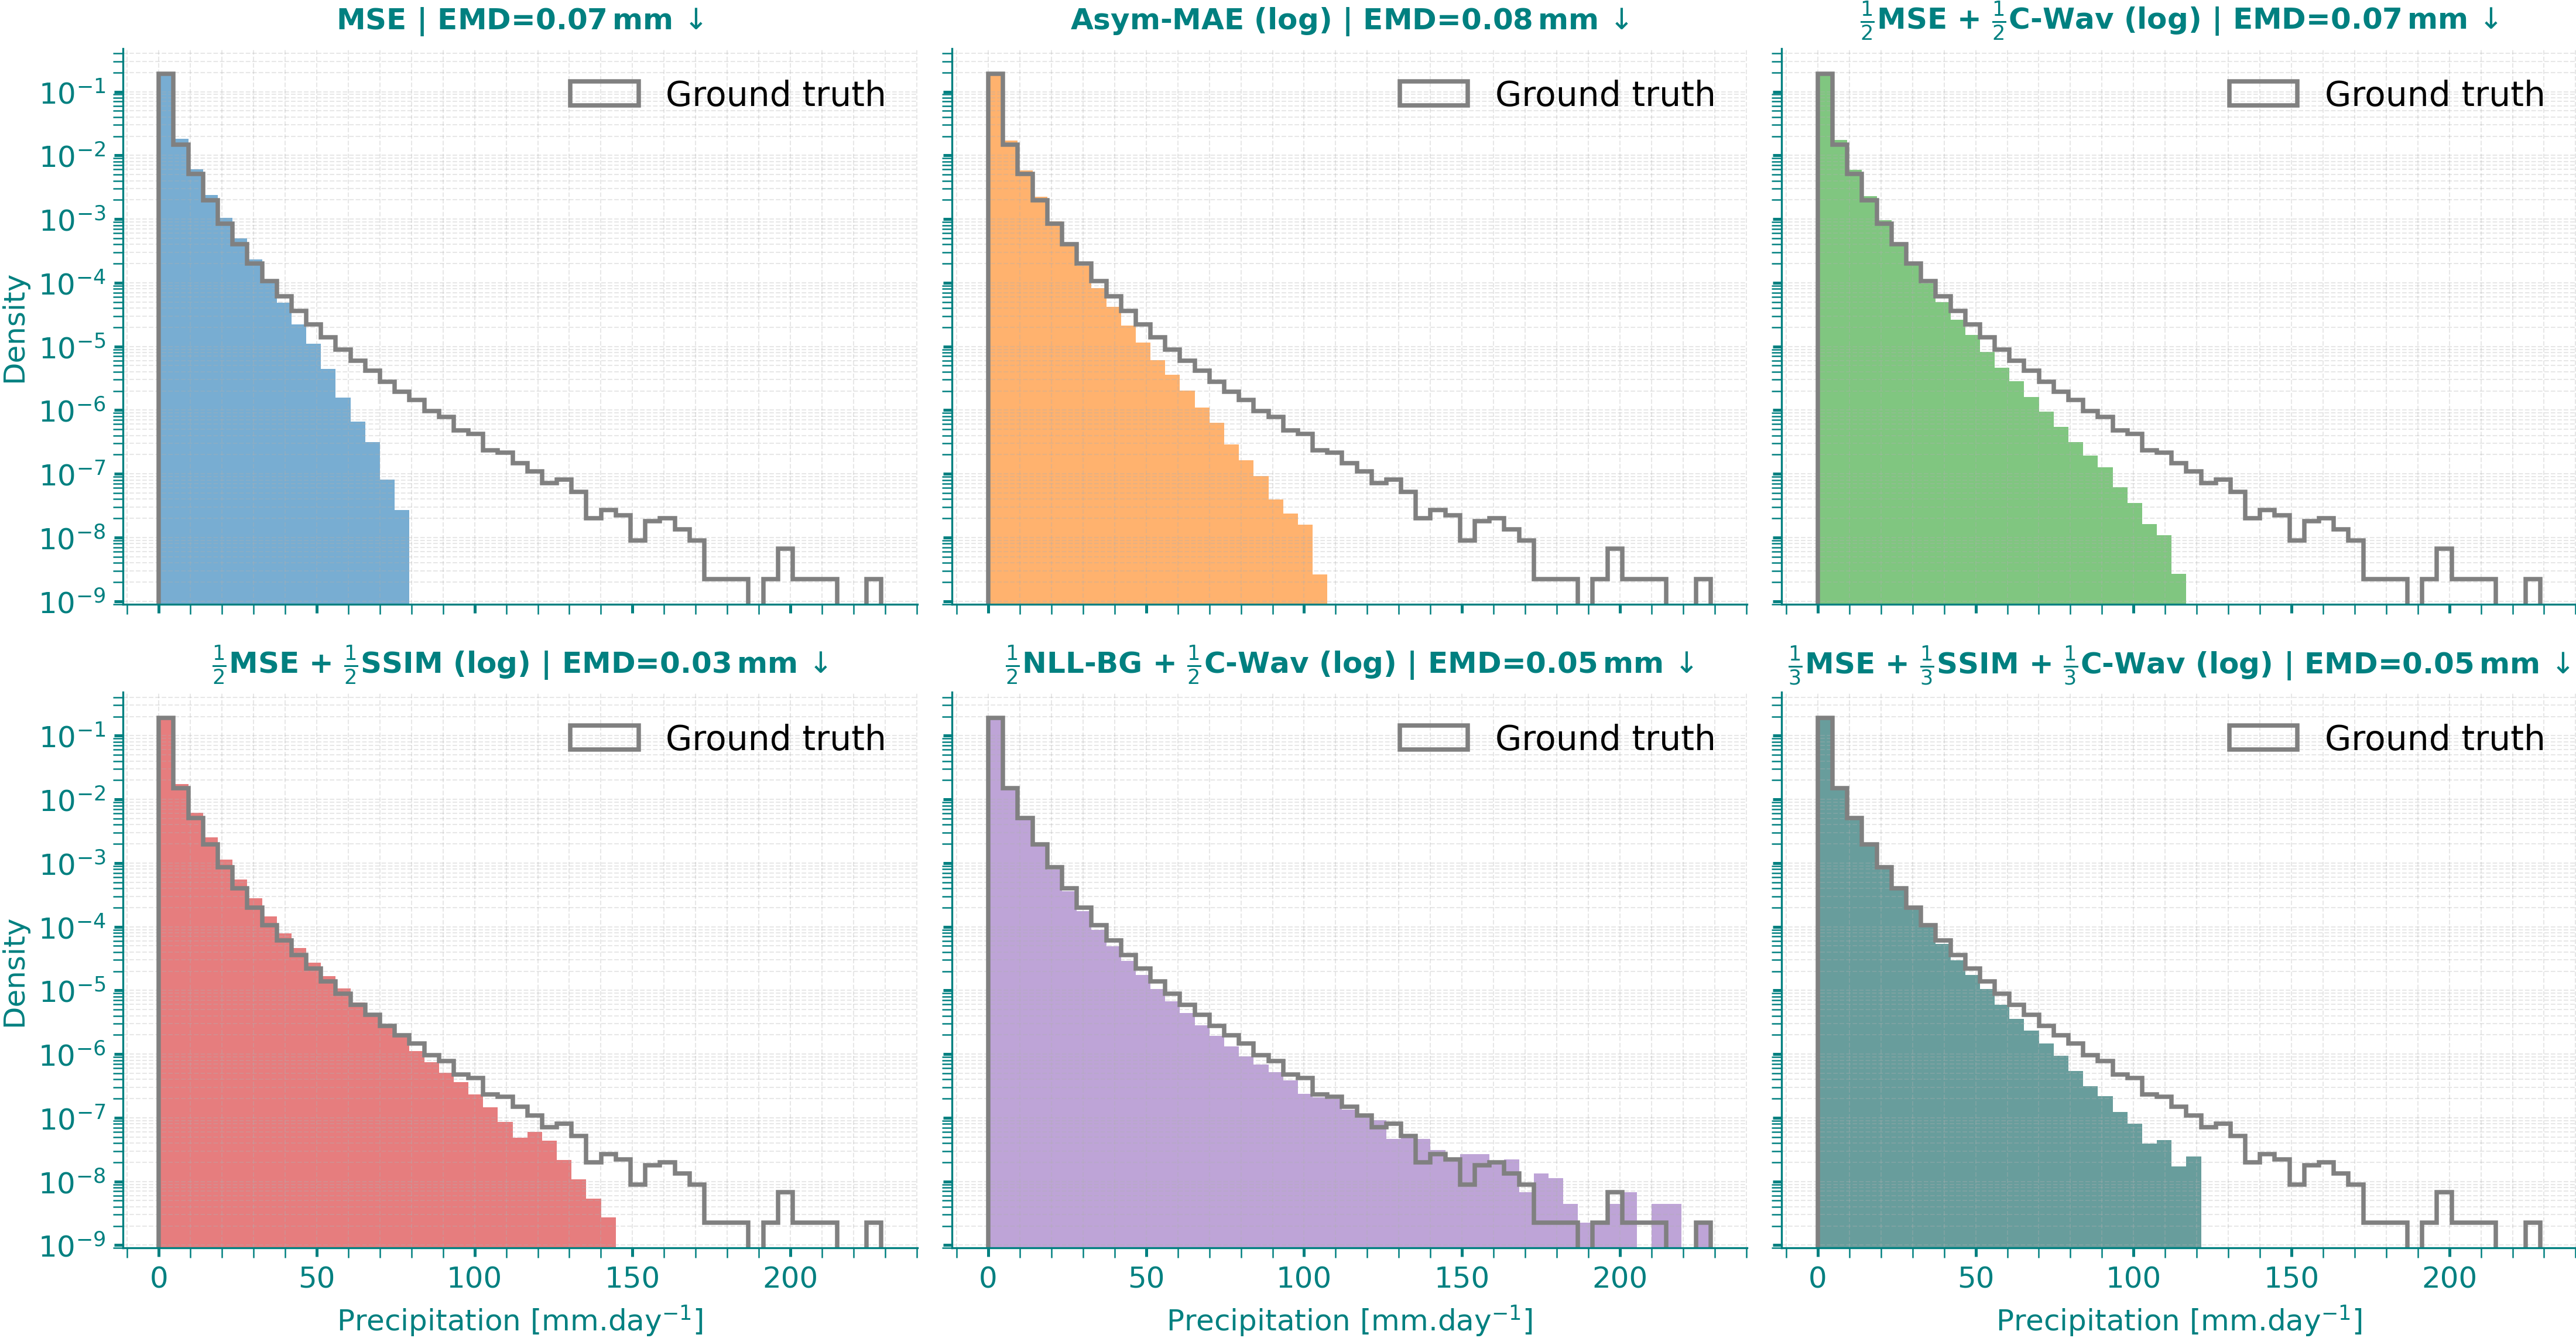 MSE | EMD=0.07 mm ↓
Asym-MAE (log) | EMD=0.08 mm ↓
½MSE + ½C-Wav (log) | EMD=0.07 mm ↓
Ground truth
Ground truth
Ground truth
Density
10⁻¹
10⁻²
10⁻³
10⁻⁴
10⁻⁵
10⁻⁶
10⁻⁷
10⁻⁸
10⁻⁹
½MSE + ½SSIM (log) | EMD=0.03 mm ↓
½NLL-BG + ½C-Wav (log) | EMD=0.05 mm ↓
⅓MSE + ⅓SSIM + ⅓C-Wav (log) | EMD=0.05 mm ↓
Ground truth
Ground truth
Ground truth
Density
10⁻¹
10⁻²
10⁻³
10⁻⁴
10⁻⁵
10⁻⁶
10⁻⁷
10⁻⁸
10⁻⁹
0 50 100 150 200
0 50 100 150 200
0 50 100 150 200
Precipitation [mm.day⁻¹]
Precipitation [mm.day⁻¹]
Precipitation [mm.day⁻¹]